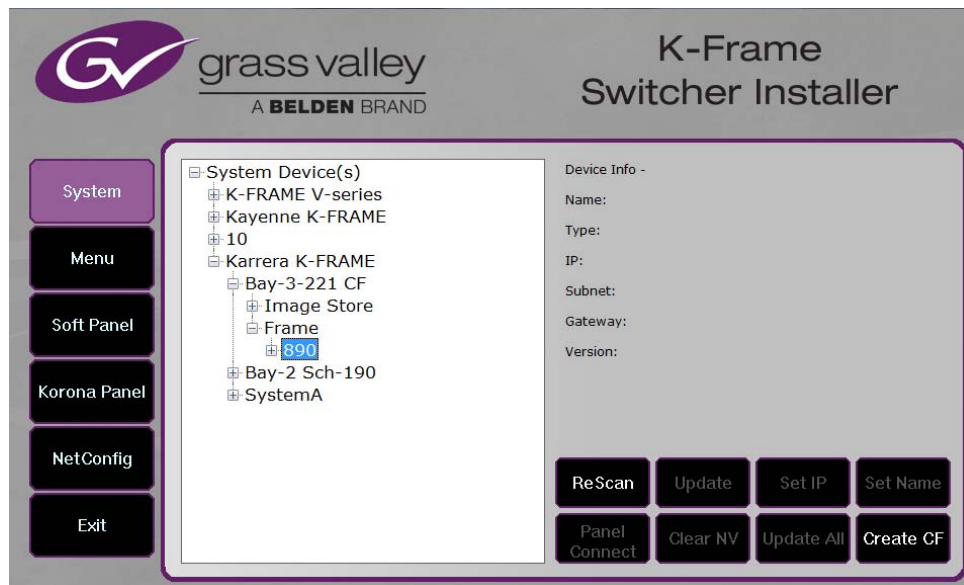 GV
grass valley
A BELDEN BRAND
K-Frame
Switcher Installer
System
Menu
Soft Panel
Korona Panel
NetConfig
Exit
System Device(s)
K-FRAME V-series
Kayenne K-FRAME
10
Karrera K-FRAME
Bay-3-221 CF
Image Store
Frame
890
Bay-2 Sch-190
SystemA
Device Info -
Name:
Type:
IP:
Subnet:
Gateway:
Version:
ReScan
Update
Set IP
Set Name
Panel
Connect
Clear NV
Update All
Create CF